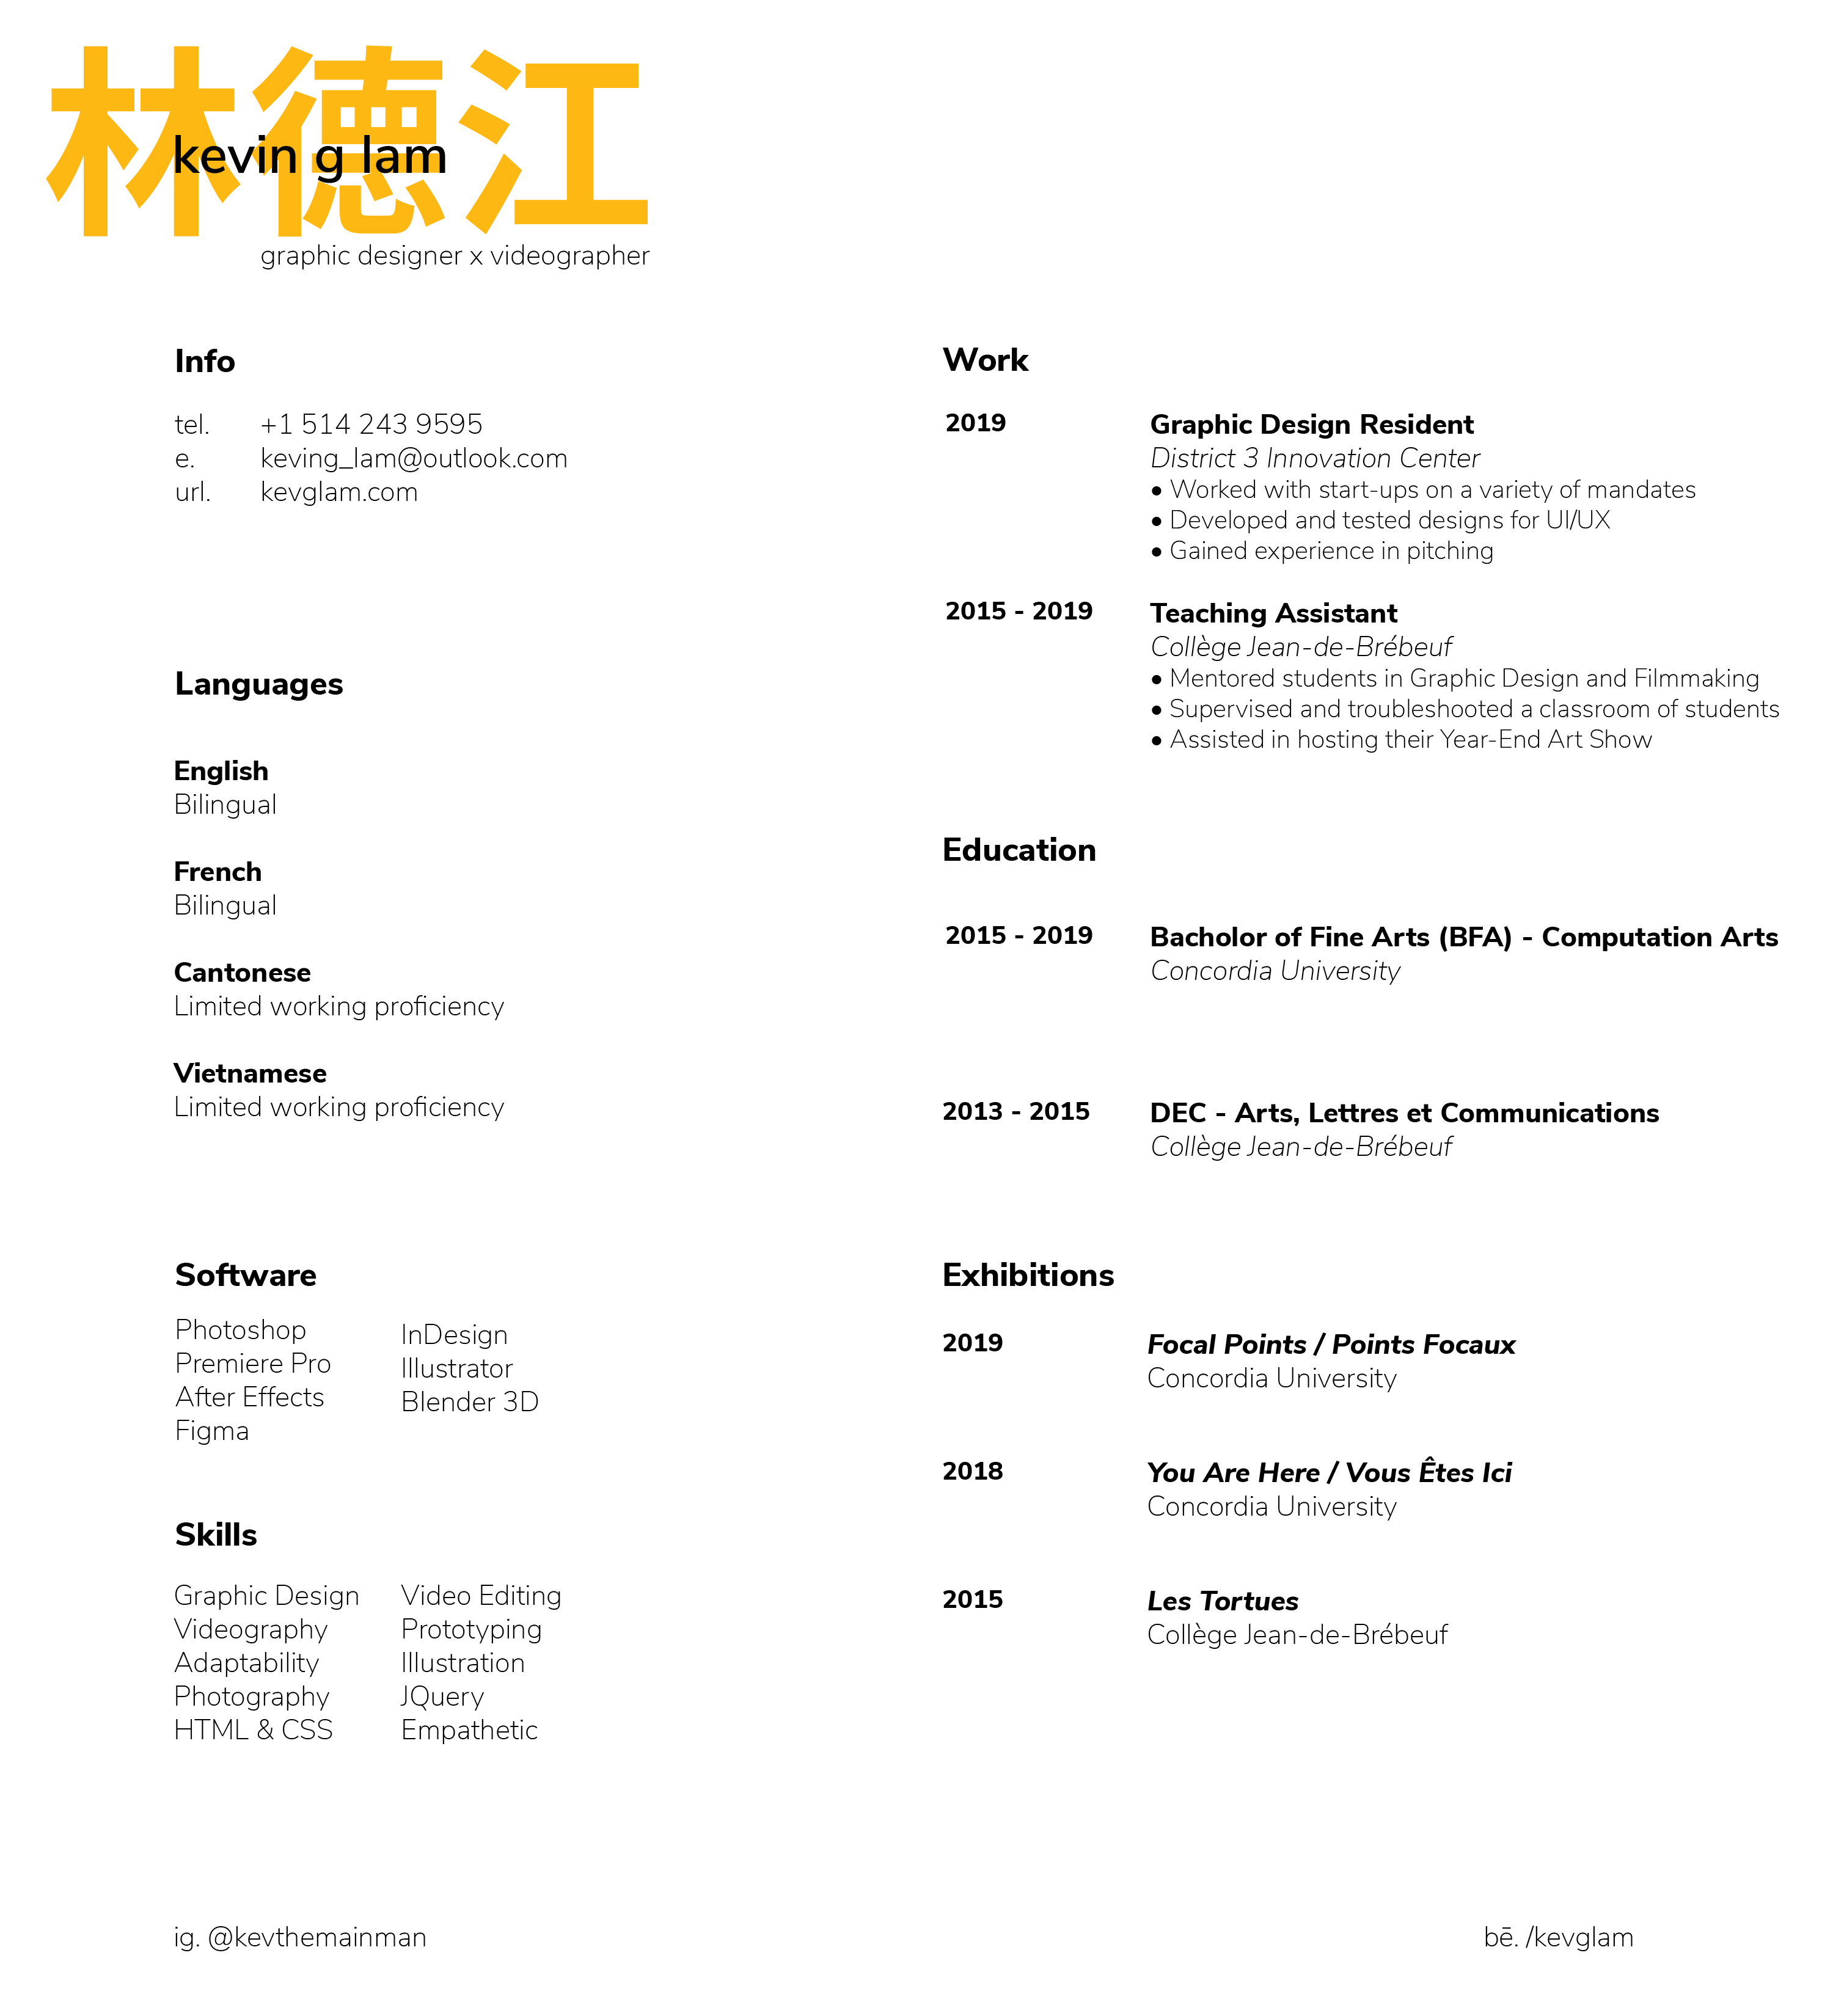 林徳江
kevin g lam
graphic designer x videographer
Info
tel. +1 514 243 9595
e. keving_lam@outlook.com
url. kevglam.com
Languages
English
Bilingual
French
Bilingual
Cantonese
Limited working proficiency
Vietnamese
Limited working proficiency
Software
Photoshop
Premiere Pro
After Effects
Figma
InDesign
Illustrator
Blender 3D
Skills
Graphic Design
Videography
Adaptability
Photography
HTML & CSS
Video Editing
Prototyping
Illustration
JQuery
Empathetic
Work
2019 Graphic Design Resident
District 3 Innovation Center
• Worked with start-ups on a variety of mandates
• Developed and tested designs for UI/UX
• Gained experience in pitching
2015 - 2019 Teaching Assistant
Collège Jean-de-Brébeuf
• Mentored students in Graphic Design and Filmmaking
• Supervised and troubleshooted a classroom of students
• Assisted in hosting their Year-End Art Show
Education
2015 - 2019 Bacholor of Fine Arts (BFA) - Computation Arts
Concordia University
2013 - 2015 DEC - Arts, Lettres et Communications
Collège Jean-de-Brébeuf
Exhibitions
2019 Focal Points / Points Focaux
Concordia University
2018 You Are Here / Vous Êtes Ici
Concordia University
2015 Les Tortues
Collège Jean-de-Brébeuf
ig. @kevthemainman
bē. /kevglam